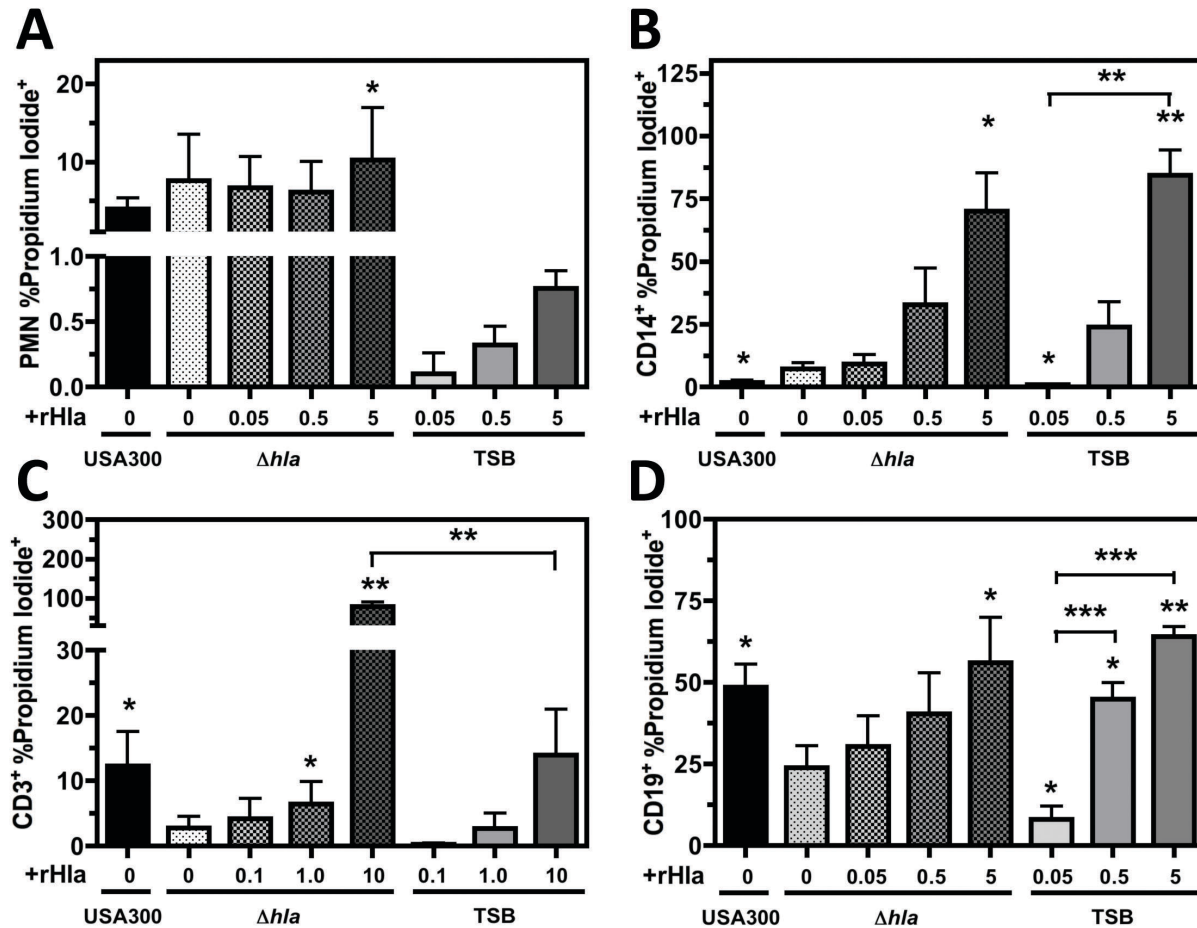 A
PMN %Propidium Iodide⁺
20
10
1.0
0.5
0.0
*
+rHla 0 0 0.05 0.5 5 0.05 0.5 5
USA300 Δhla TSB
B
CD14⁺ %Propidium Iodide⁺
125
100
75
50
25
0
**
* **
* *
+rHla 0 0 0.05 0.5 5 0.05 0.5 5
USA300 Δhla TSB
C
CD3⁺ %Propidium Iodide⁺
300
200
100
30
20
10
0
**
**
* *
+rHla 0 0 0.1 1.0 10 0.1 1.0 10
USA300 Δhla TSB
D
CD19⁺ %Propidium Iodide⁺
100
75
50
25
0
***
* *** **
* *
*
+rHla 0 0 0.05 0.5 5 0.05 0.5 5
USA300 Δhla TSB